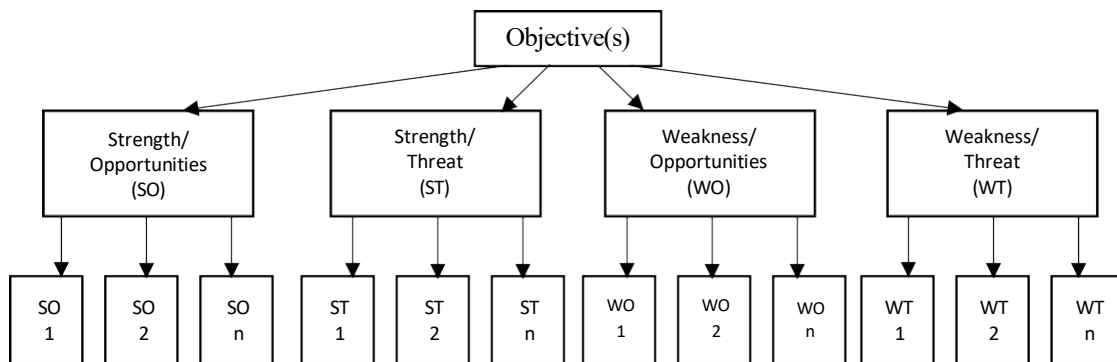 Objective(s)
Strength/
Opportunities
(SO)
Strength/
Threat
(ST)
Weakness/
Opportunities
(WO)
Weakness/
Threat
(WT)
SO
1
SO
2
SO
n
ST
1
ST
2
ST
n
WO
1
WO
2
WO
n
WT
1
WT
2
WT
n